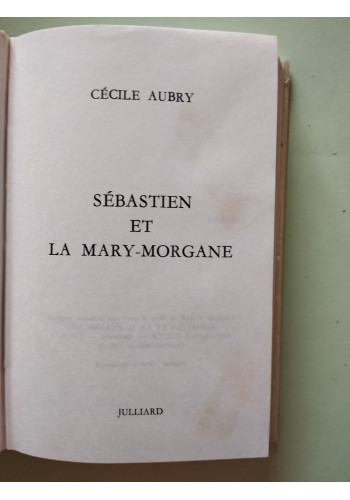 CÉCILE AUBRY
SÉBASTIEN
ET
LA MARY-MORGANE
JULLIARD